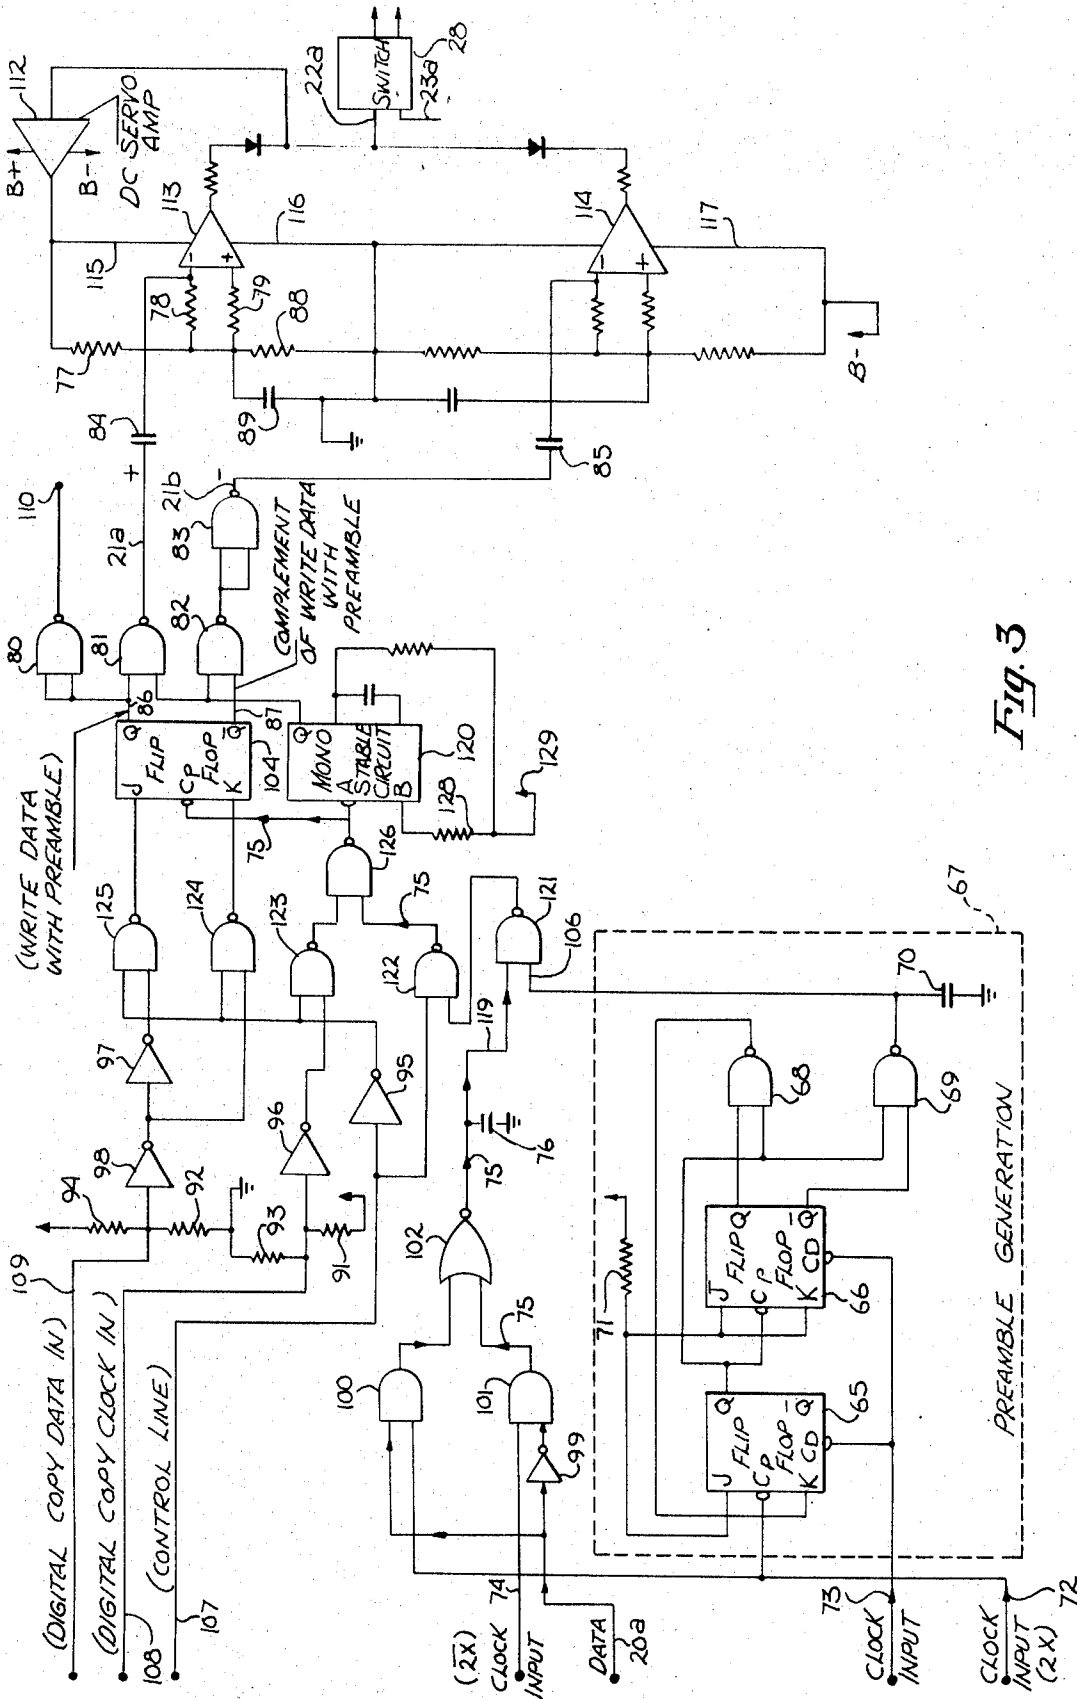 (DIGITAL COPY DATA IN)
109
(DIGITAL COPY CLOCK IN)
108
(CONTROL LINE)
107
(2X)
CLOCK
INPUT
74
DATA
20a
73
CLOCK
INPUT
CLOCK
INPUT
(2X)
72
94
98
92
93
91
97
96
95
99
100
101
75
102
75
76
119
(WRITE DATA
WITH PREAMBLE)
125
124
123
122
75
126
75
121
106
J
Q
FLIP
CP
FLOP
K
Q
104
86
87
Q
MONO
A STABLE
CIRCUIT
B
120
128
129
80
81
82
83
110
21a
21b
+
-
COMPLEMENT
OF WRITE DATA
WITH
PREAMBLE
84
85
77
78
79
88
89
115
113
-
+
116
114
-
+
117
B-
B+
B-
112
DC SERVO
AMP
22a
SWITCH
23a
28
67
PREAMBLE GENERATION
71
J
Q
FLIP
CP
FLOP
Q
K CD
65
J
Q
FLIP
CP
FLOP
Q
K CD
66
68
69
70
Fig. 3